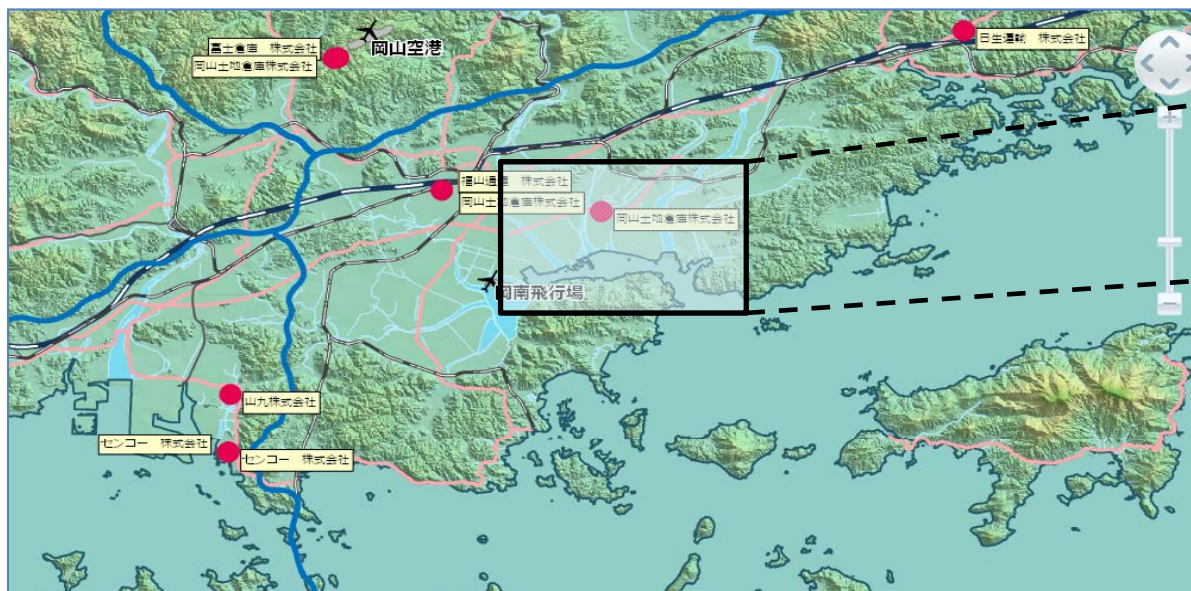 富士倉庫　株式会社
岡山土地倉庫株式会社
岡山空港
日生運輸　株式会社
福山通運　株式会社
岡山土地倉庫株式会社
岡山土地倉庫株式会社
岡南飛行場
山九株式会社
センコー　株式会社
センコー　株式会社